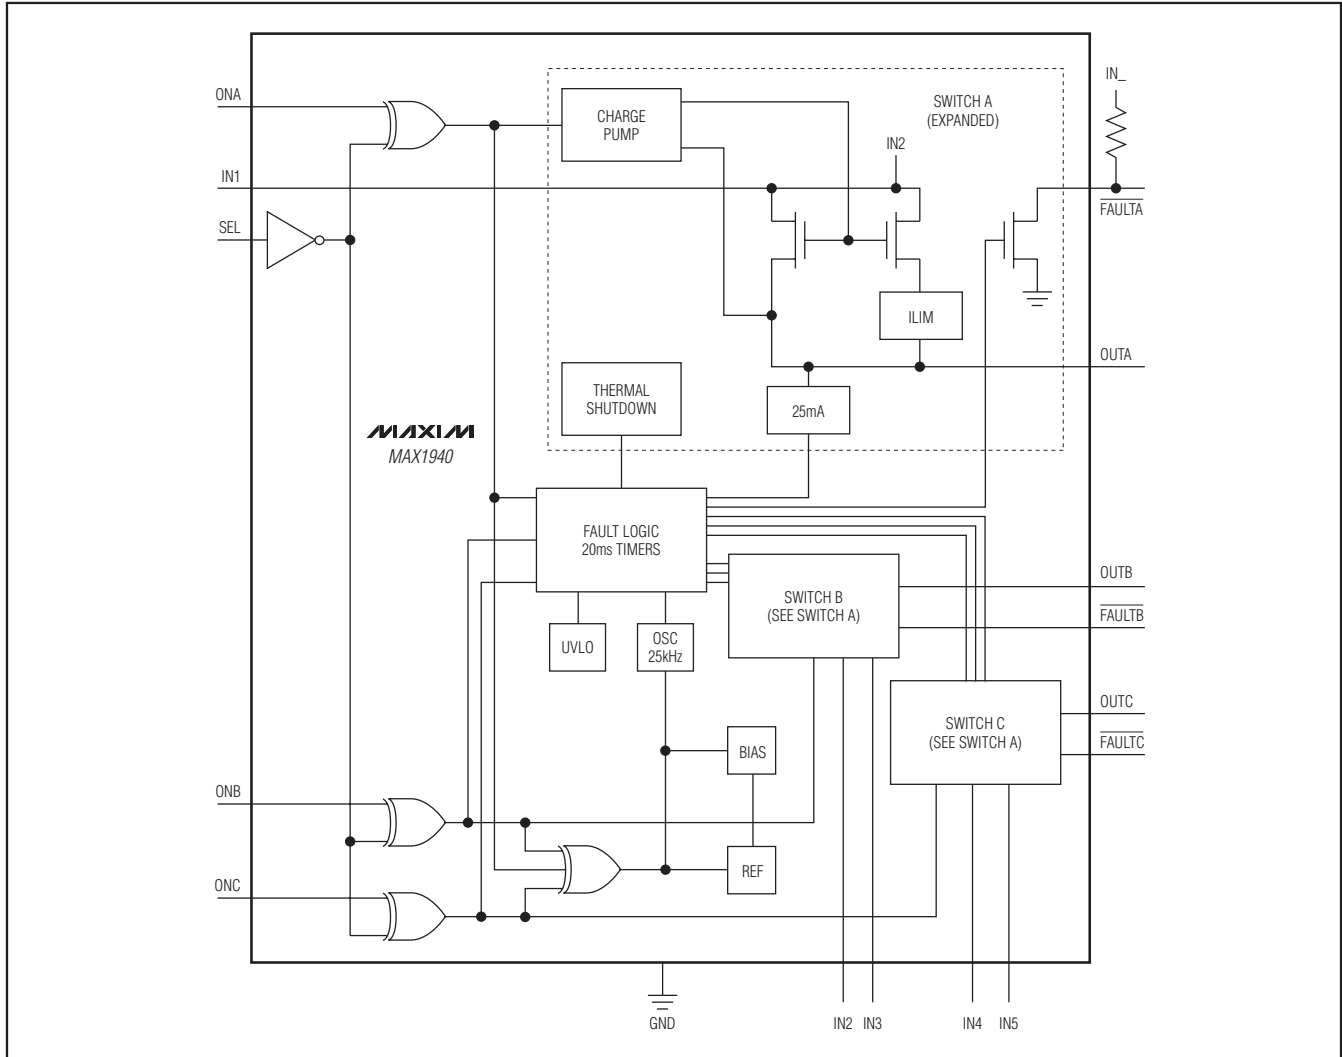 IN_
ONA
CHARGE
PUMP
SWITCH A
(EXPANDED)
IN2
IN1
FAULTA
SEL
ILIM
OUTA
THERMAL
SHUTDOWN
25mA
MAXIM
MAX1940
FAULT LOGIC
20ms TIMERS
OUTB
SWITCH B
(SEE SWITCH A)
FAULTB
UVLO
OSC
25kHz
OUTC
SWITCH C
(SEE SWITCH A)
FAULTC
BIAS
ONB
REF
ONC
GND
IN2
IN3
IN4
IN5